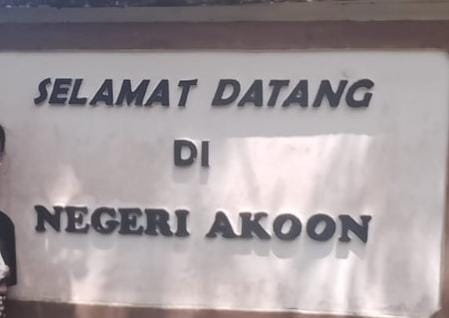 SELAMAT DATANG
DI
NEGERI AKOON